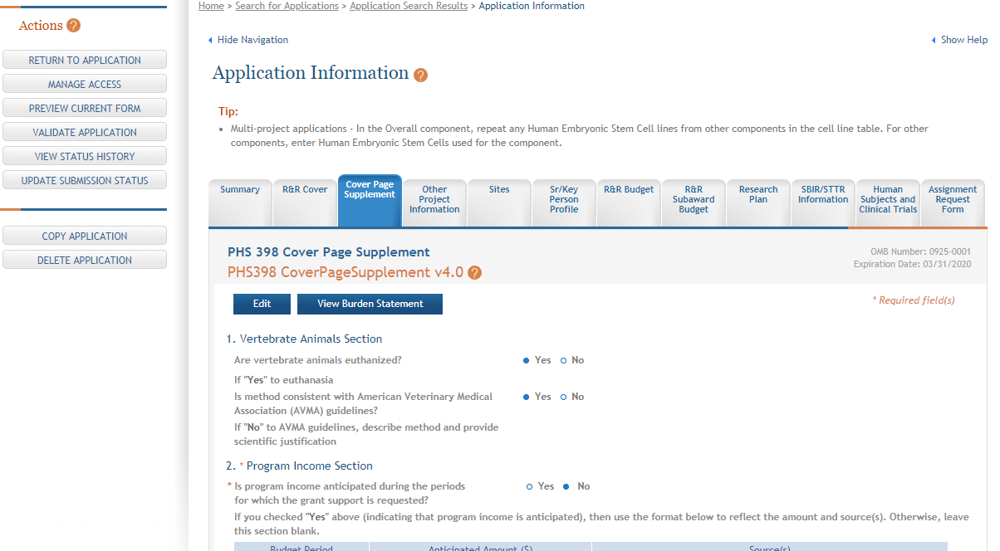 Home > Search for Applications > Application Search Results > Application Information
Actions ?
Hide Navigation
Show Help
RETURN TO APPLICATION
MANAGE ACCESS
PREVIEW CURRENT FORM
VALIDATE APPLICATION
VIEW STATUS HISTORY
UPDATE SUBMISSION STATUS
COPY APPLICATION
DELETE APPLICATION
Application Information ?
Tip:
• Multi-project applications - In the Overall component, repeat any Human Embryonic Stem Cell lines from other components in the cell line table. For other
components, enter Human Embryonic Stem Cells used for the component.
Summary
R&R Cover
Cover Page
Supplement
Other
Project
Information
Sites
Sr/Key
Person
Profile
R&R Budget
R&R
Subaward
Budget
Research
Plan
SBIR/STTR
Information
Human
Subjects and
Clinical Trials
Assignment
Request
Form
PHS 398 Cover Page Supplement
OMB Number: 0925-0001
PHS398 CoverPageSupplement v4.0 ?
Expiration Date: 03/31/2020
Edit
View Burden Statement
* Required field(s)
1. Vertebrate Animals Section
Are vertebrate animals euthanized? Yes No
If "Yes" to euthanasia
Is method consistent with American Veterinary Medical Yes No
Association (AVMA) guidelines?
If "No" to AVMA guidelines, describe method and provide
scientific justification
2. * Program Income Section
* Is program income anticipated during the periods Yes No
for which the grant support is requested?
If you checked "Yes" above (indicating that program income is anticipated), then use the format below to reflect the amount and source(s). Otherwise, leave
this section blank.
Budget Period Anticipated Amount ($) Source(s)